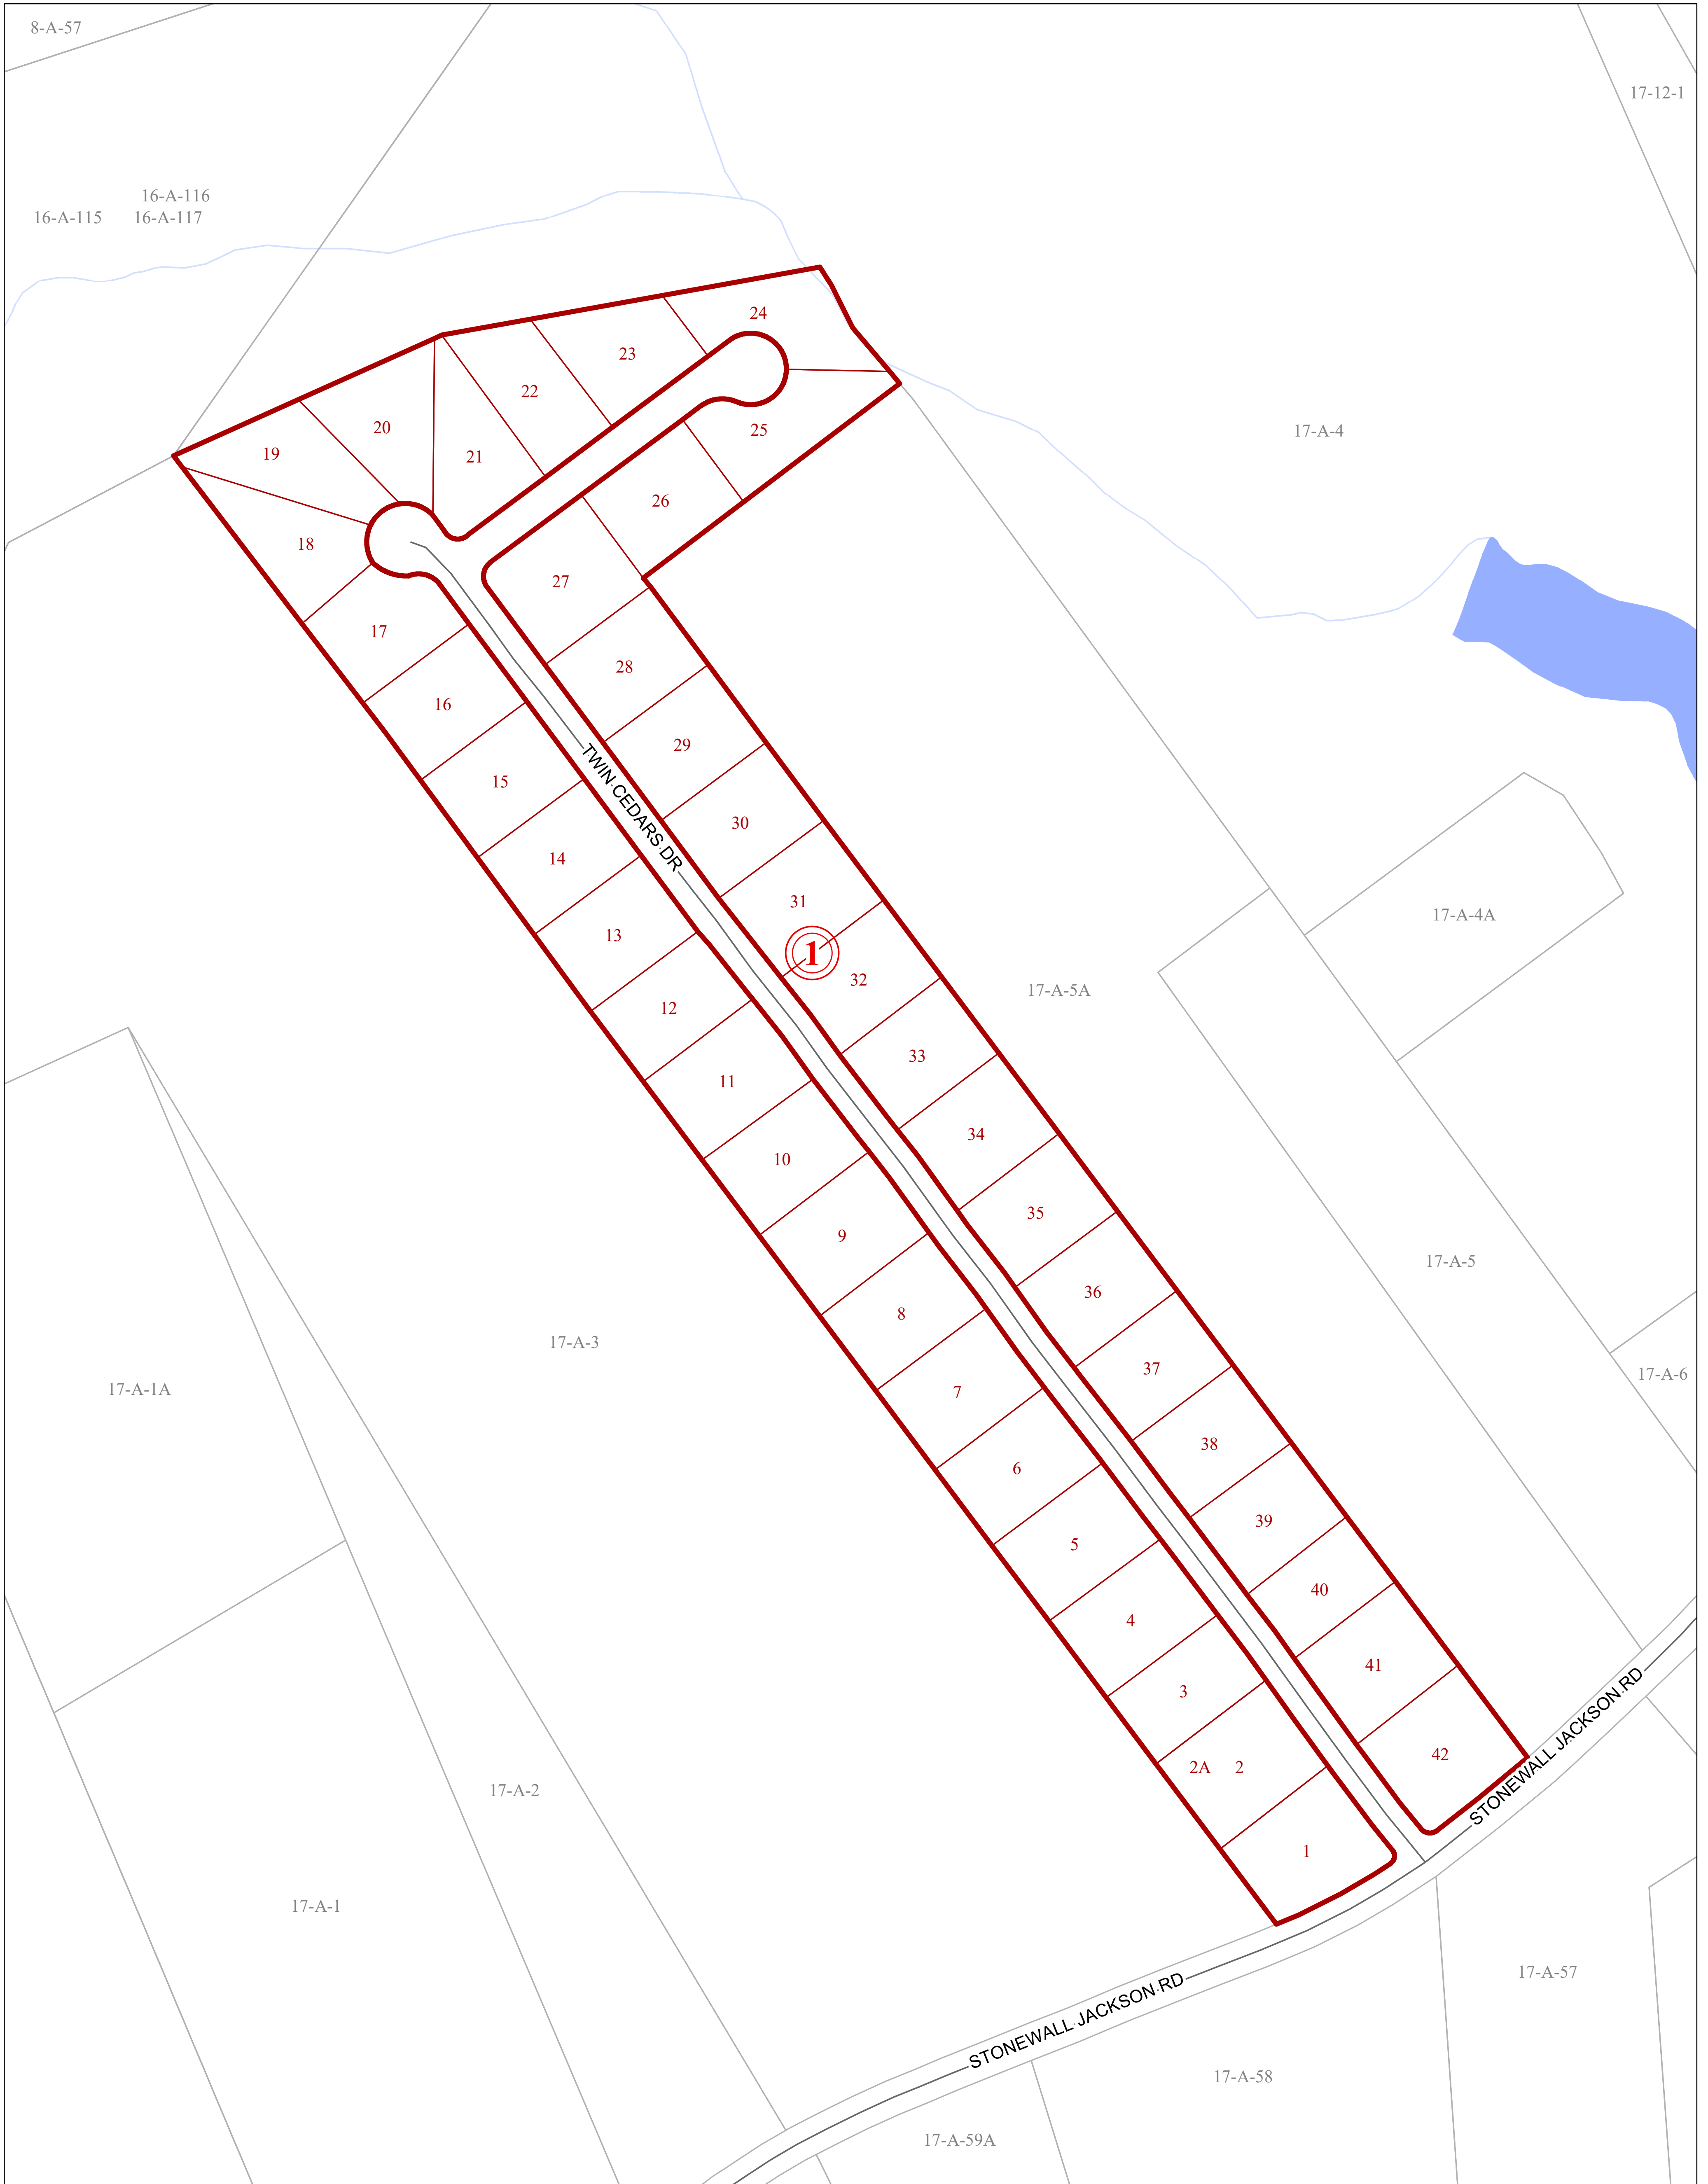 8-A-57
17-12-1
16-A-116
16-A-115 16-A-117
24
23
22
20
25
17-A-4
19
21
26
18
27
17
28
16
29
TWIN CEDARS DR
15
30
14
31
17-A-4A
13
1
32
17-A-5A
12
33
11
34
10
35
9
17-A-5
36
8
17-A-3
37
17-A-6
17-A-1A
7
38
6
39
5
40
4
41
3
STONEWALL JACKSON RD
42
2A 2
17-A-2
1
17-A-1
17-A-57
STONEWALL JACKSON RD
17-A-58
17-A-59A